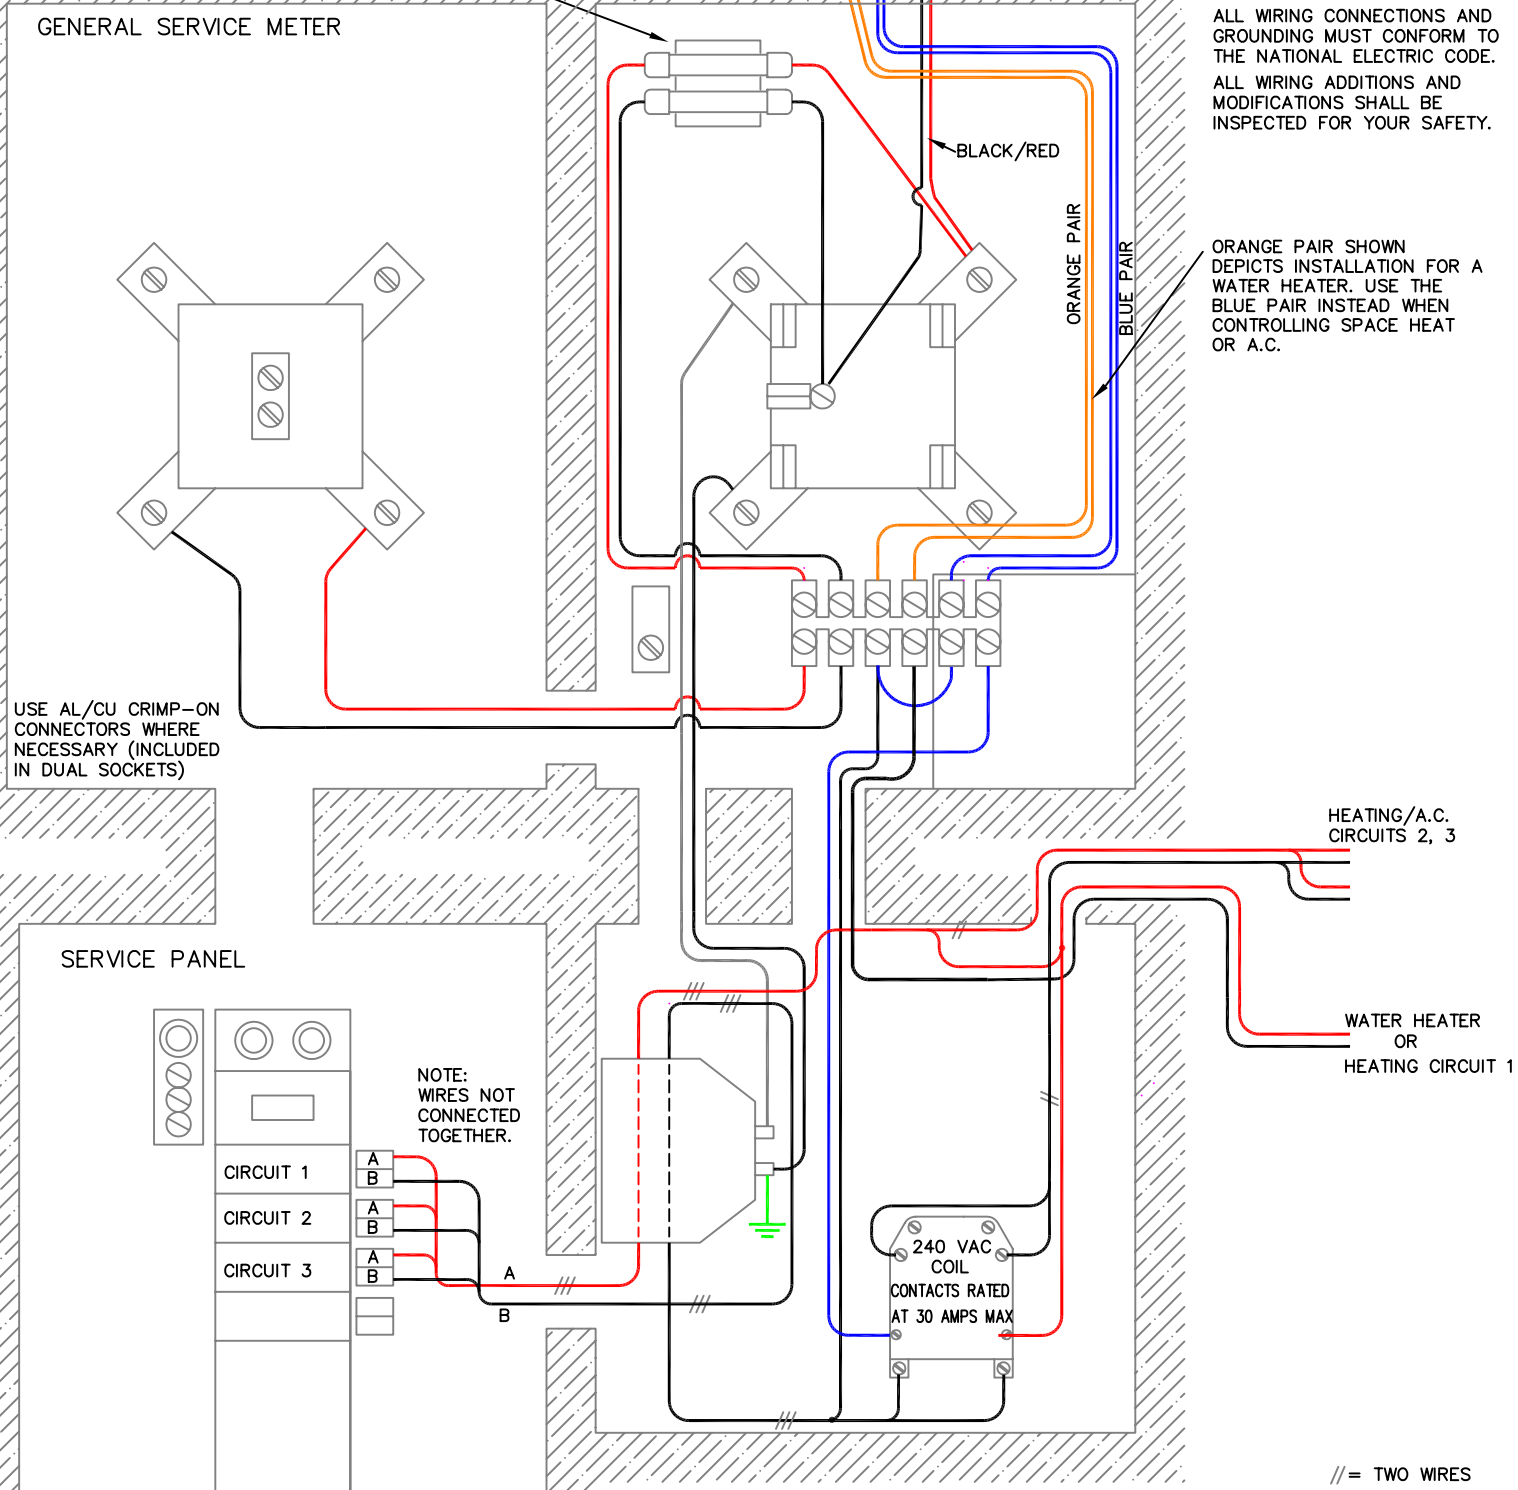 GENERAL SERVICE METER
ALL WIRING CONNECTIONS AND
GROUNDING MUST CONFORM TO
THE NATIONAL ELECTRIC CODE.
ALL WIRING ADDITIONS AND
MODIFICATIONS SHALL BE
INSPECTED FOR YOUR SAFETY.
BLACK/RED
ORANGE PAIR
BLUE PAIR
ORANGE PAIR SHOWN
DEPICTS INSTALLATION FOR A
WATER HEATER. USE THE
BLUE PAIR INSTEAD WHEN
CONTROLLING SPACE HEAT
OR A.C.
USE AL/CU CRIMP-ON
CONNECTORS WHERE
NECESSARY (INCLUDED
IN DUAL SOCKETS)
HEATING/A.C.
CIRCUITS 2, 3
SERVICE PANEL
WATER HEATER
OR
HEATING CIRCUIT 1
NOTE:
WIRES NOT
CONNECTED
TOGETHER.
CIRCUIT 1
A
B
CIRCUIT 2
A
B
CIRCUIT 3
A
B
A
B
240 VAC
COIL
CONTACTS RATED
AT 30 AMPS MAX
//= TWO WIRES